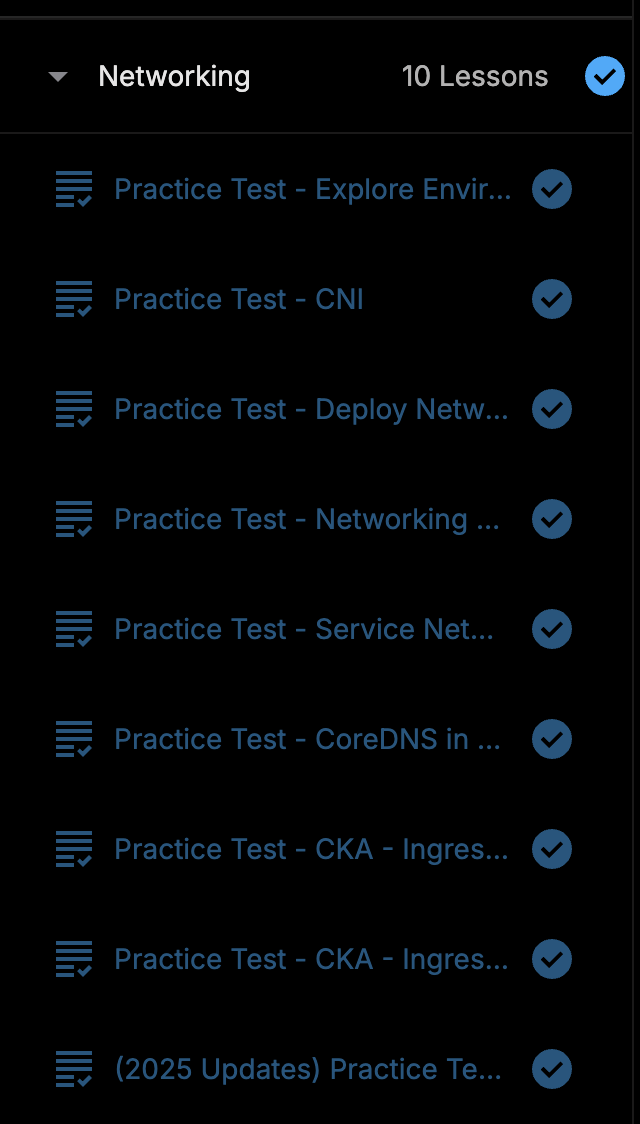 Networking 10 Lessons
Practice Test - Explore Envir...
Practice Test - CNI
Practice Test - Deploy Netw...
Practice Test - Networking ...
Practice Test - Service Net...
Practice Test - CoreDNS in ...
Practice Test - CKA - Ingres...
Practice Test - CKA - Ingres...
(2025 Updates) Practice Te...